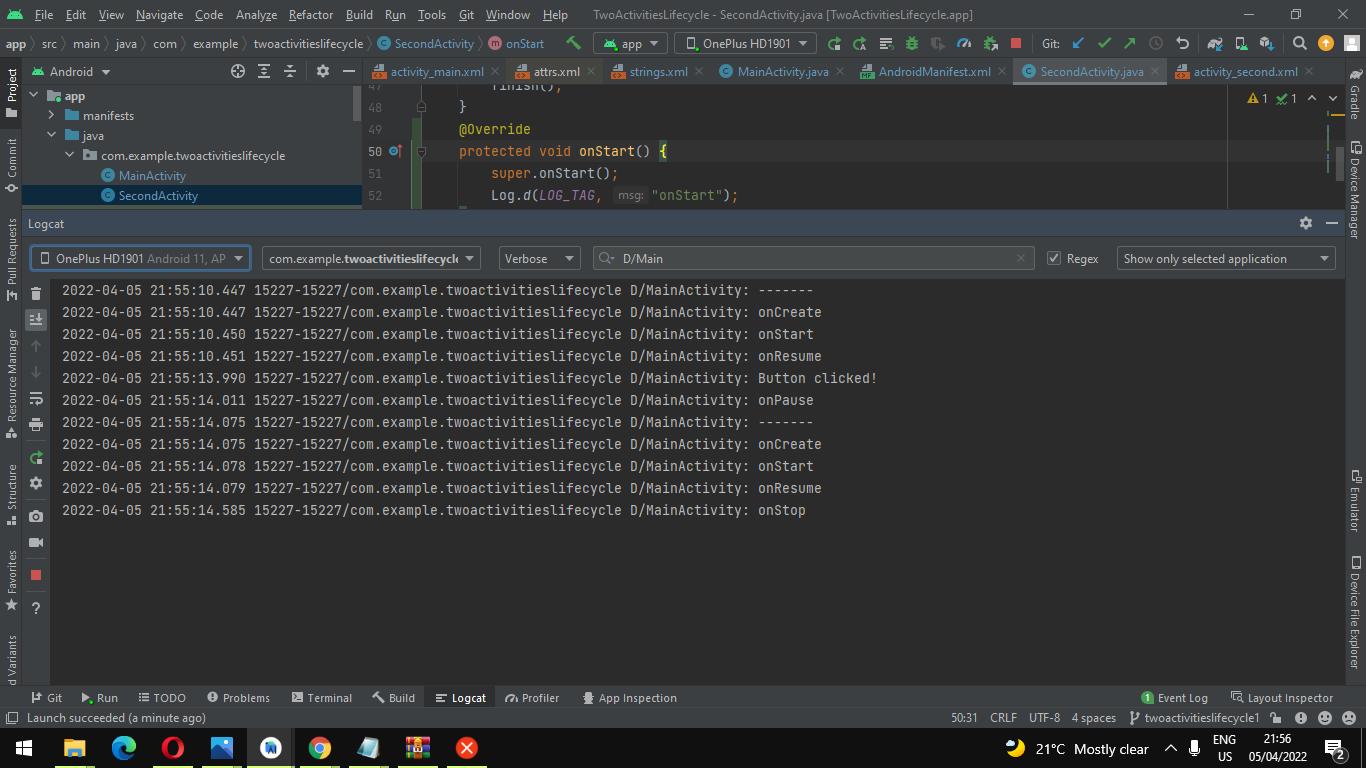 File Edit View Navigate Code Analyze Refactor Build Run Tools Git Window Help TwoActivitiesLifecycle - SecondActivity.java [TwoActivitiesLifecycle.app]
app src main java com example twoactivitieslifecycle SecondActivity onStart app OnePlus HD1901 Git:
Project
Commit
Pull Requests
Resource Manager
Structure
Favorites
d Variants
Android
app
manifests
java
com.example.twoactivitieslifecycle
MainActivity
SecondActivity
activity_main.xml attrs.xml strings.xml MainActivity.java AndroidManifest.xml SecondActivity.java activity_second.xml
47 finish();
48 }
49 @Override
50 protected void onStart() {
51 super.onStart();
52 Log.d(LOG_TAG, msg: "onStart");
1 1
Gradle
Device Manager
Emulator
Device File Explorer
Logcat
OnePlus HD1901 Android 11, AP com.example.twoactivitieslifecycle Verbose D/Main Regex Show only selected application
2022-04-05 21:55:10.447 15227-15227/com.example.twoactivitieslifecycle D/MainActivity: -------
2022-04-05 21:55:10.447 15227-15227/com.example.twoactivitieslifecycle D/MainActivity: onCreate
2022-04-05 21:55:10.450 15227-15227/com.example.twoactivitieslifecycle D/MainActivity: onStart
2022-04-05 21:55:10.451 15227-15227/com.example.twoactivitieslifecycle D/MainActivity: onResume
2022-04-05 21:55:13.990 15227-15227/com.example.twoactivitieslifecycle D/MainActivity: Button clicked!
2022-04-05 21:55:14.011 15227-15227/com.example.twoactivitieslifecycle D/MainActivity: onPause
2022-04-05 21:55:14.075 15227-15227/com.example.twoactivitieslifecycle D/MainActivity: -------
2022-04-05 21:55:14.075 15227-15227/com.example.twoactivitieslifecycle D/MainActivity: onCreate
2022-04-05 21:55:14.078 15227-15227/com.example.twoactivitieslifecycle D/MainActivity: onStart
2022-04-05 21:55:14.079 15227-15227/com.example.twoactivitieslifecycle D/MainActivity: onResume
2022-04-05 21:55:14.585 15227-15227/com.example.twoactivitieslifecycle D/MainActivity: onStop
Git Run TODO Problems Terminal Build Logcat Profiler App Inspection 1 Event Log Layout Inspector
Launch succeeded (a minute ago) 50:31 CRLF UTF-8 4 spaces twoactivitieslifecycle1
21°C Mostly clear
ENG
US
21:56
05/04/2022
2